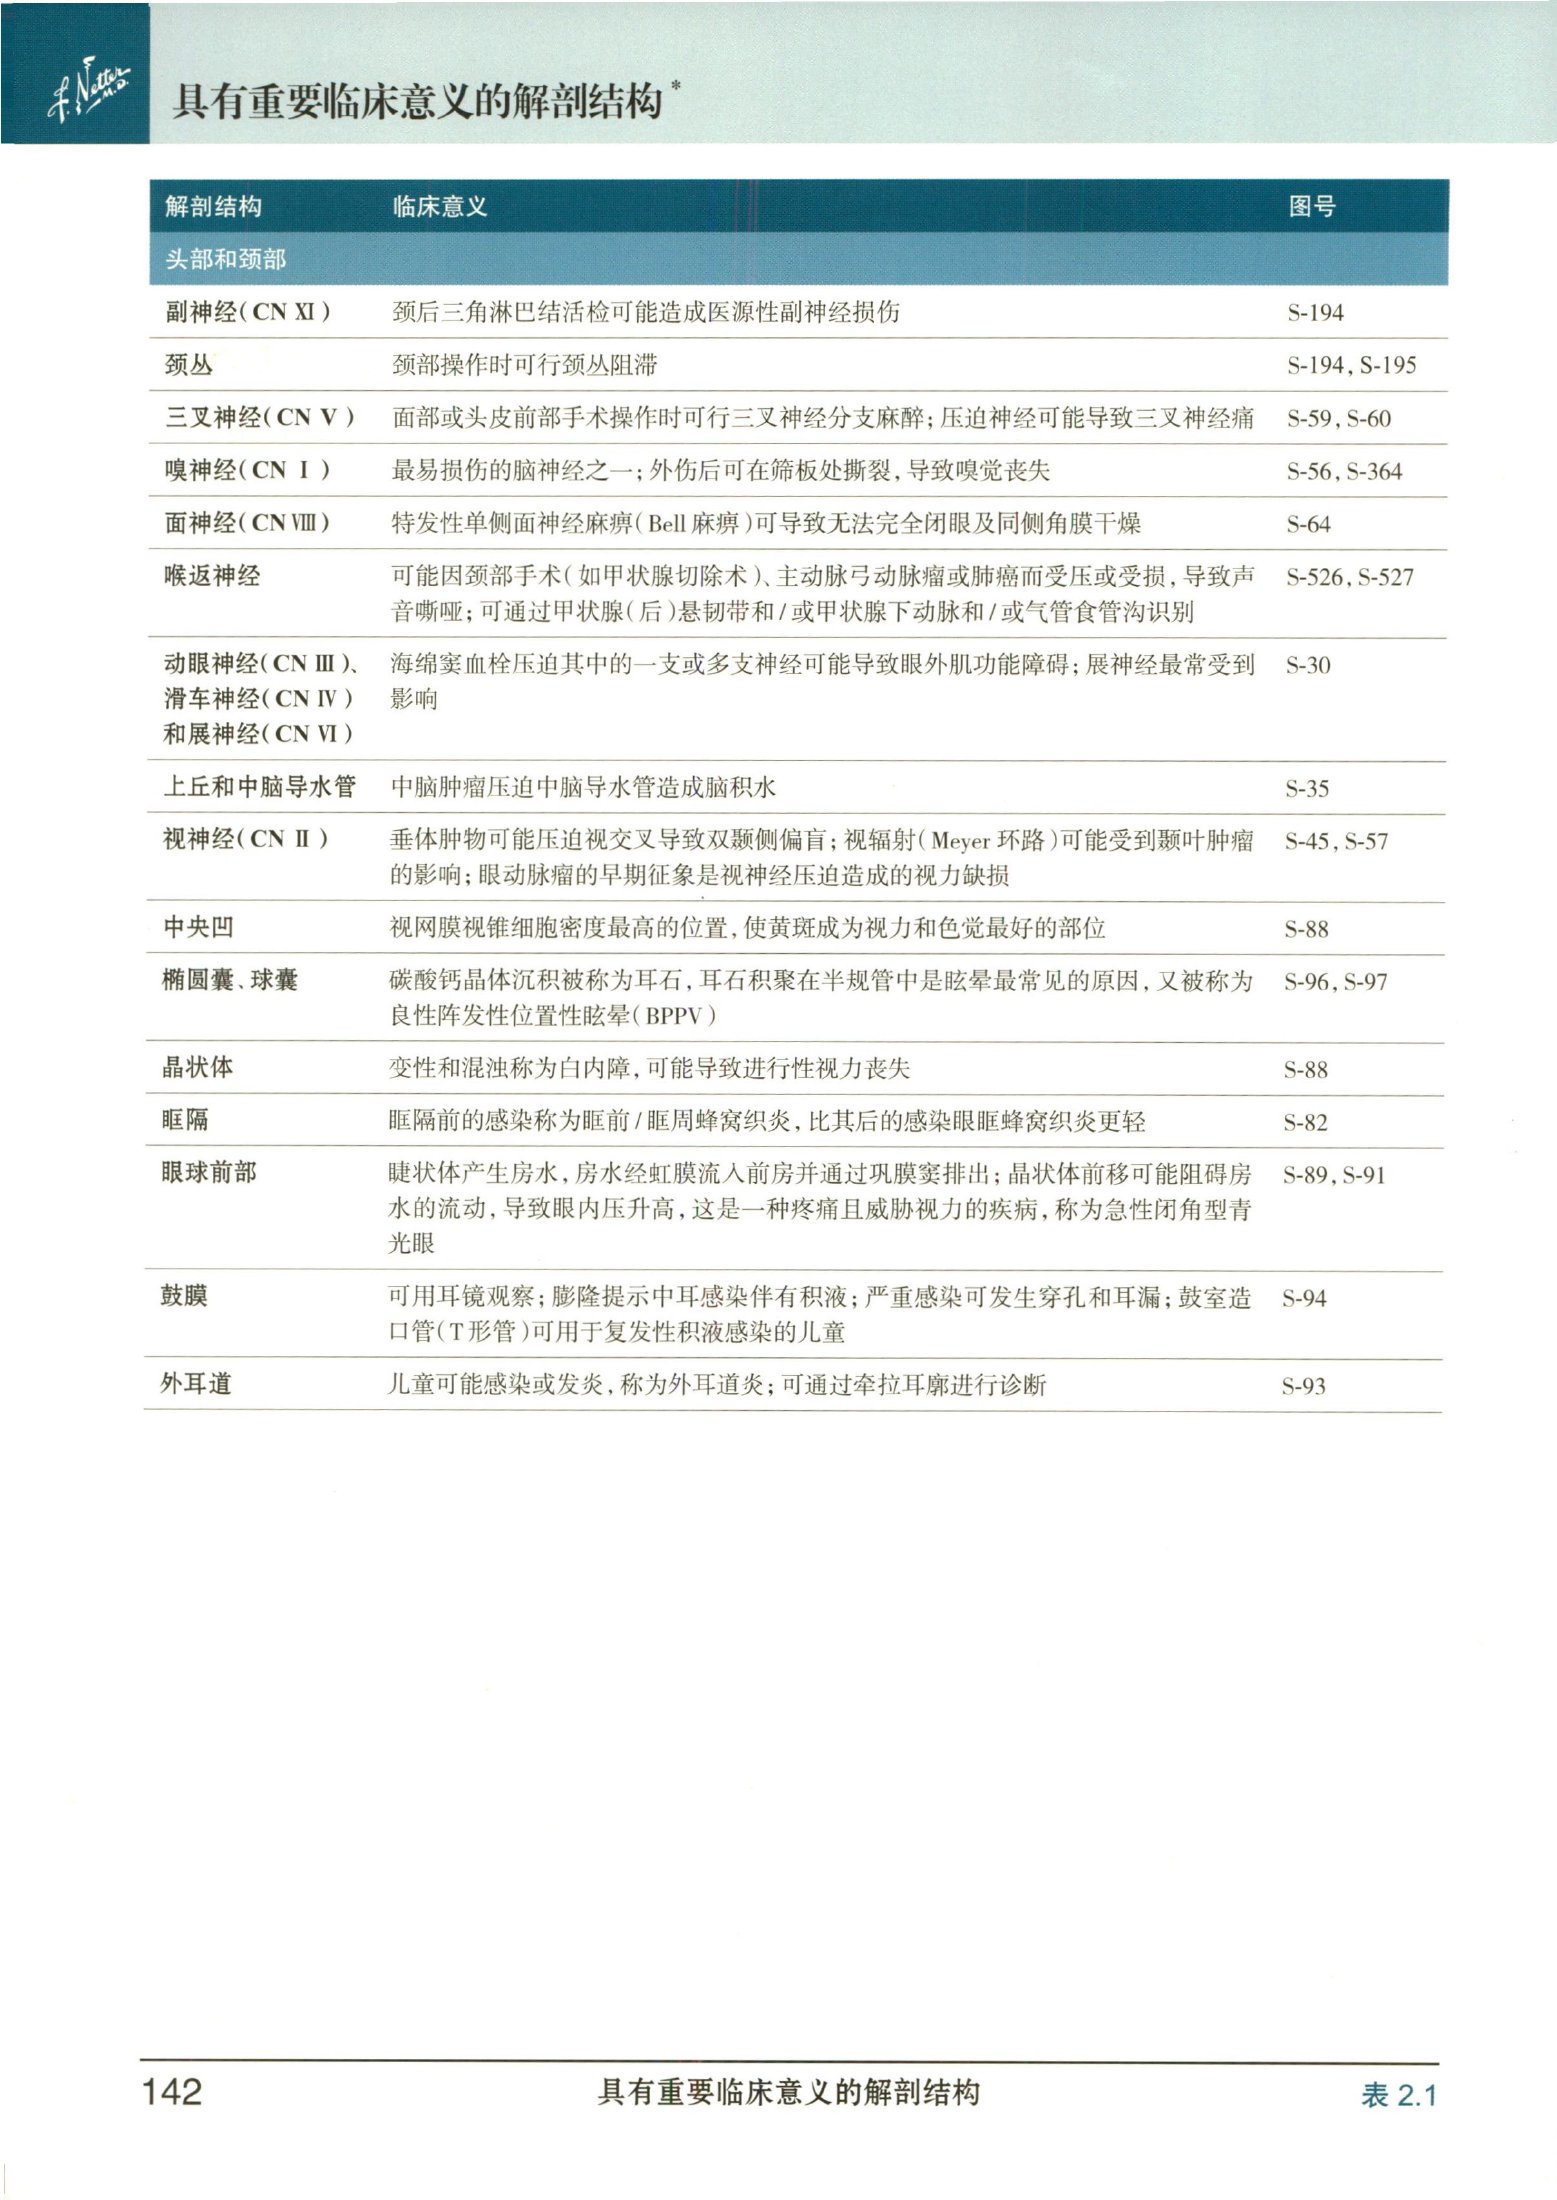 F. Netter M.D.
具有重要临床意义的解剖结构*
解剖结构 临床意义 图号
头部和颈部
副神经(CN Ⅺ) 颈后三角淋巴结活检可能造成医源性副神经损伤 S-194
颈丛 颈部操作时可行颈丛阻滞 S-194, S-195
三叉神经(CN Ⅴ) 面部或头皮前部手术操作时可行三叉神经分支麻醉；压迫神经可能导致三叉神经痛 S-59, S-60
嗅神经(CN Ⅰ) 最易损伤的脑神经之一；外伤后可在筛板处撕裂，导致嗅觉丧失 S-56, S-364
面神经(CN Ⅷ) 特发性单侧面神经麻痹(Bell 麻痹)可导致无法完全闭眼及同侧角膜干燥 S-64
喉返神经 可能因颈部手术(如甲状腺切除术)、主动脉弓动脉瘤或肺癌而受压或受损，导致声 S-526, S-527
音嘶哑；可通过甲状腺(后)悬韧带和/或甲状腺下动脉和/或气管食管沟识别
动眼神经(CN Ⅲ)、 海绵窦血栓压迫其中的一支或多支神经可能导致眼外肌功能障碍；展神经最常受到 S-30
滑车神经(CN Ⅳ) 影响
和展神经(CN Ⅵ)
上丘和中脑导水管 中脑肿瘤压迫中脑导水管造成脑积水 S-35
视神经(CN Ⅱ) 垂体肿物可能压迫视交叉导致双颞侧偏盲；视辐射(Meyer 环路)可能受到颞叶肿瘤 S-45, S-57
的影响；眼动脉瘤的早期征象是视神经压迫造成的视力缺损
中央凹 视网膜视锥细胞密度最高的位置，使黄斑成为视力和色觉最好的部位 S-88
椭圆囊、球囊 碳酸钙晶体沉积被称为耳石，耳石积聚在半规管中是眩晕最常见的原因，又被称为 S-96, S-97
良性阵发性位置性眩晕(BPPV)
晶状体 变性和混浊称为白内障，可能导致进行性视力丧失 S-88
眶隔 眶隔前的感染称为眶前/眶周蜂窝织炎，比其后的感染眼眶蜂窝织炎更轻 S-82
眼球前部 睫状体产生房水，房水经虹膜流入前房并通过巩膜窦排出；晶状体前移可能阻碍房 S-89, S-91
水的流动，导致眼内压升高，这是一种疼痛且威胁视力的疾病，称为急性闭角型青
光眼
鼓膜 可用耳镜观察；膨隆提示中耳感染伴有积液；严重感染可发生穿孔和耳漏；鼓室造 S-94
口管(T 形管)可用于复发性积液感染的儿童
外耳道 儿童可能感染或发炎，称为外耳道炎；可通过牵拉耳廓进行诊断 S-93
142 具有重要临床意义的解剖结构 表 2.1